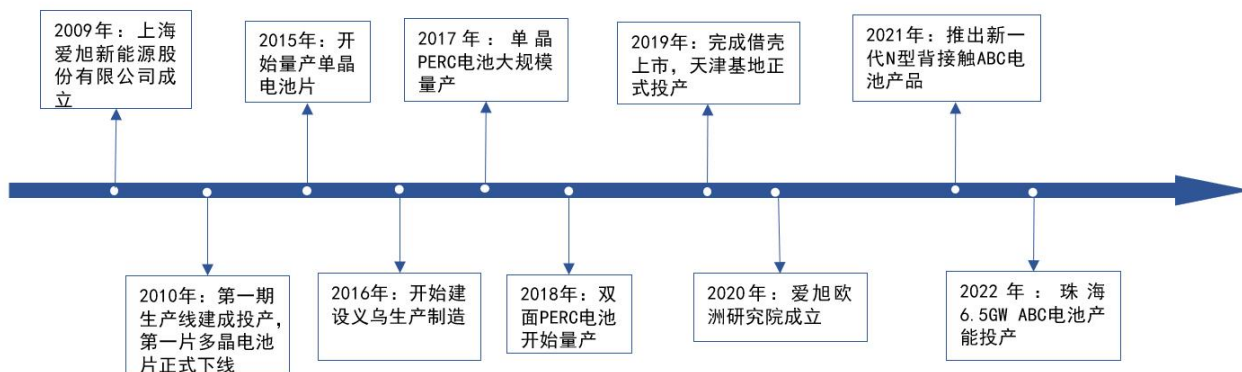 2009年：上海
爱旭新能源股
份有限公司成
立
2015年：开
始量产单晶
电池片
2017年：单晶
PERC电池大规模
量产
2019年：完成借壳
上市，天津基地正
式投产
2021年：推出新一
代N型背接触ABC电
池产品
2010年：第一期
生产线建成投产，
第一片多晶电池
片正式下线
2016年：开始建
设义乌生产制造
2018年：双
面PERC电池
开始量产
2020年：爱旭欧
洲研究院成立
2022年：珠海
6.5GW ABC电池产
能投产